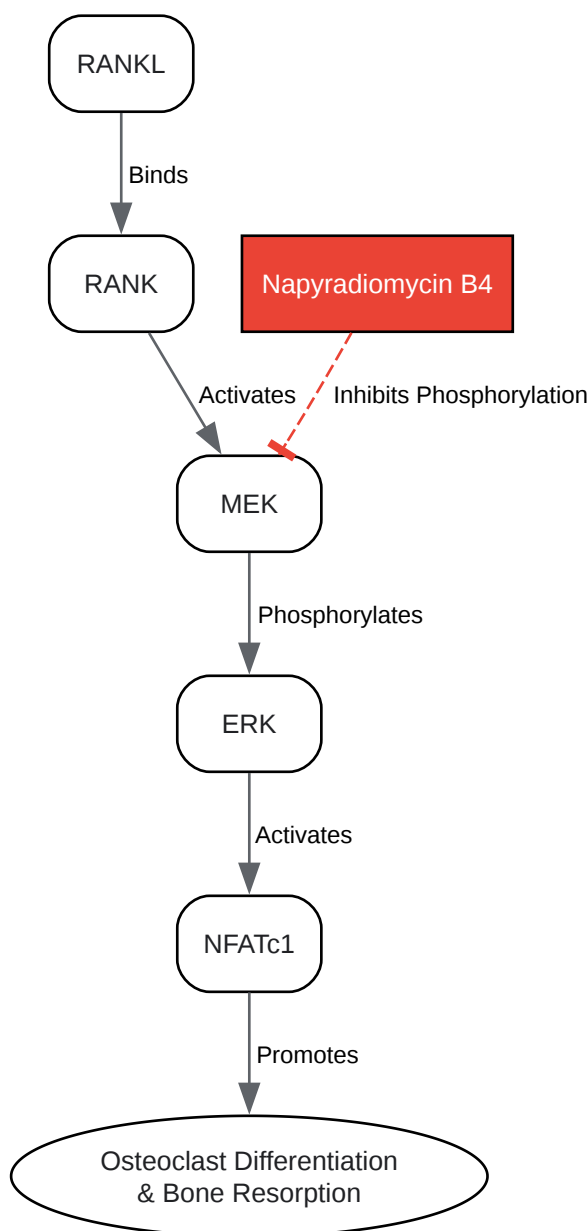 RANKL
Binds
RANK
Napyradiomycin B4
Activates
Inhibits Phosphorylation
MEK
Phosphorylates
ERK
Activates
NFATc1
Promotes
Osteoclast Differentiation
& Bone Resorption